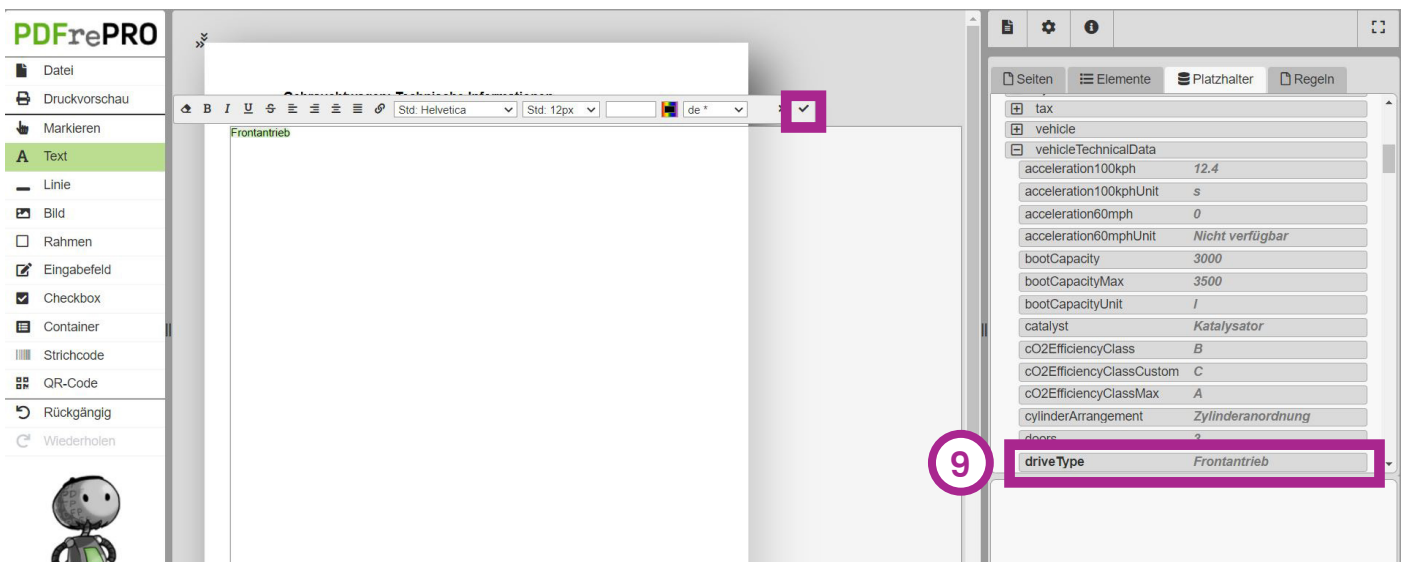 PDFrePRO
Datei
Druckvorschau
Markieren
Text
Linie
Bild
Rahmen
Eingabefeld
Checkbox
Container
Strichcode
QR-Code
Rückgängig
Wiederholen
B I U S Std: Helvetica Std: 12px de *
Frontantrieb
Seiten Elemente Platzhalter Regeln
tax
vehicle
vehicleTechnicalData
acceleration100kph 12.4
acceleration100kphUnit s
acceleration60mph 0
acceleration60mphUnit Nicht verfügbar
bootCapacity 3000
bootCapacityMax 3500
bootCapacityUnit l
catalyst Katalysator
cO2EfficiencyClass B
cO2EfficiencyClassCustom C
cO2EfficiencyClassMax A
cylinderArrangement Zylinderanordnung
doors
9 driveType Frontantrieb